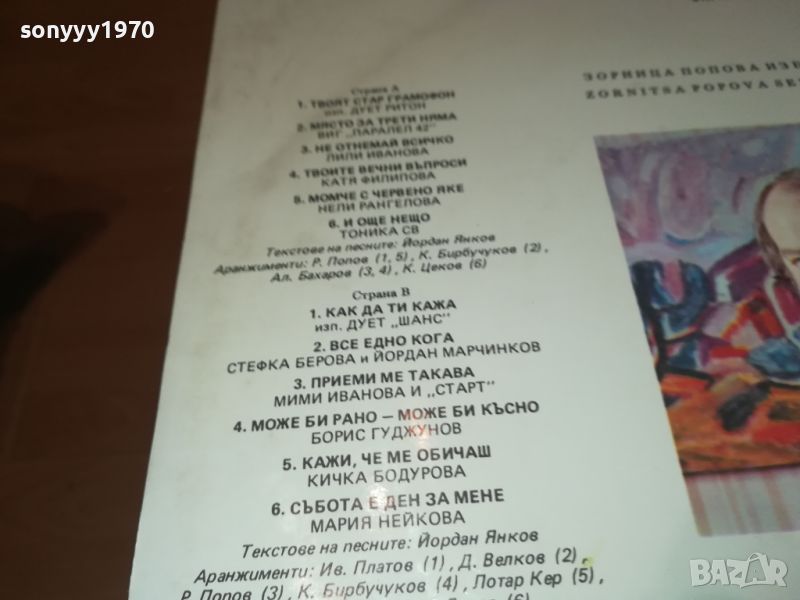 sonyyy1970
ЗОРНИЦА ПОПОВА
ZORNITSA POPOVA
Страна А
1. ТВОЯТ СТАР ГРАМОФОН
изп. ДУЕТ РИТОН
2. МЯСТО ЗА ТРЕТИ НЯМА
ВИГ „ПАРАЛЕЛ 42"
3. НЕ ОТНЕМАЙ ВСИЧКО
ЛИЛИ ИВАНОВА
4. ТВОИТЕ ВЕЧНИ ВЪПРОСИ
КАТЯ ФИЛИПОВА
5. МОМЧЕ С ЧЕРВЕНО ЯКЕ
НЕЛИ РАНГЕЛОВА
6. И ОЩЕ НЕЩО
ТОНИКА СВ
Текстове на песните: Йордан Янков
Аранжименти: Р. Попов (1, 5), К. Бирбучуков (2),
Ал. Бахаров (3, 4), К. Цеков (6)
Страна В
1. КАК ДА ТИ КАЖА
изп. ДУЕТ „ШАНС"
2. ВСЕ ЕДНО КОГА
СТЕФКА БЕРОВА и ЙОРДАН МАРЧИНКОВ
3. ПРИЕМИ МЕ ТАКАВА
МИМИ ИВАНОВА И „СТАРТ"
4. МОЖЕ БИ РАНО – МОЖЕ БИ КЪСНО
БОРИС ГУДЖУНОВ
5. КАЖИ, ЧЕ МЕ ОБИЧАШ
КИЧКА БОДУРОВА
6. СЪБОТА Е ДЕН ЗА МЕНЕ
МАРИЯ НЕЙКОВА
Текстове на песните: Йордан Янков
Аранжименти: Ив. Платов (1), Д. Велков (2),
Р. Попов (3), К. Бирбучуков (4), Лотар Кер (5),
(6)
BAZAR